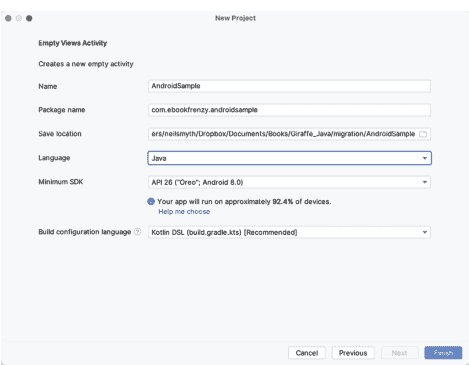 New Project
Empty Views Activity
Creates a new empty activity
Name AndroidSample
Package name com.ebookfrenzy.androidsample
Save location ers/neilsmyth/Dropbox/Documents/Books/Giraffe_Java/migration/AndroidSample
Language Java
Minimum SDK API 26 ("Oreo"; Android 8.0)
Your app will run on approximately 92.4% of devices.
Help me choose
Build configuration language ? Kotlin DSL (build.gradle.kts) [Recommended]
Cancel Previous Next Finish